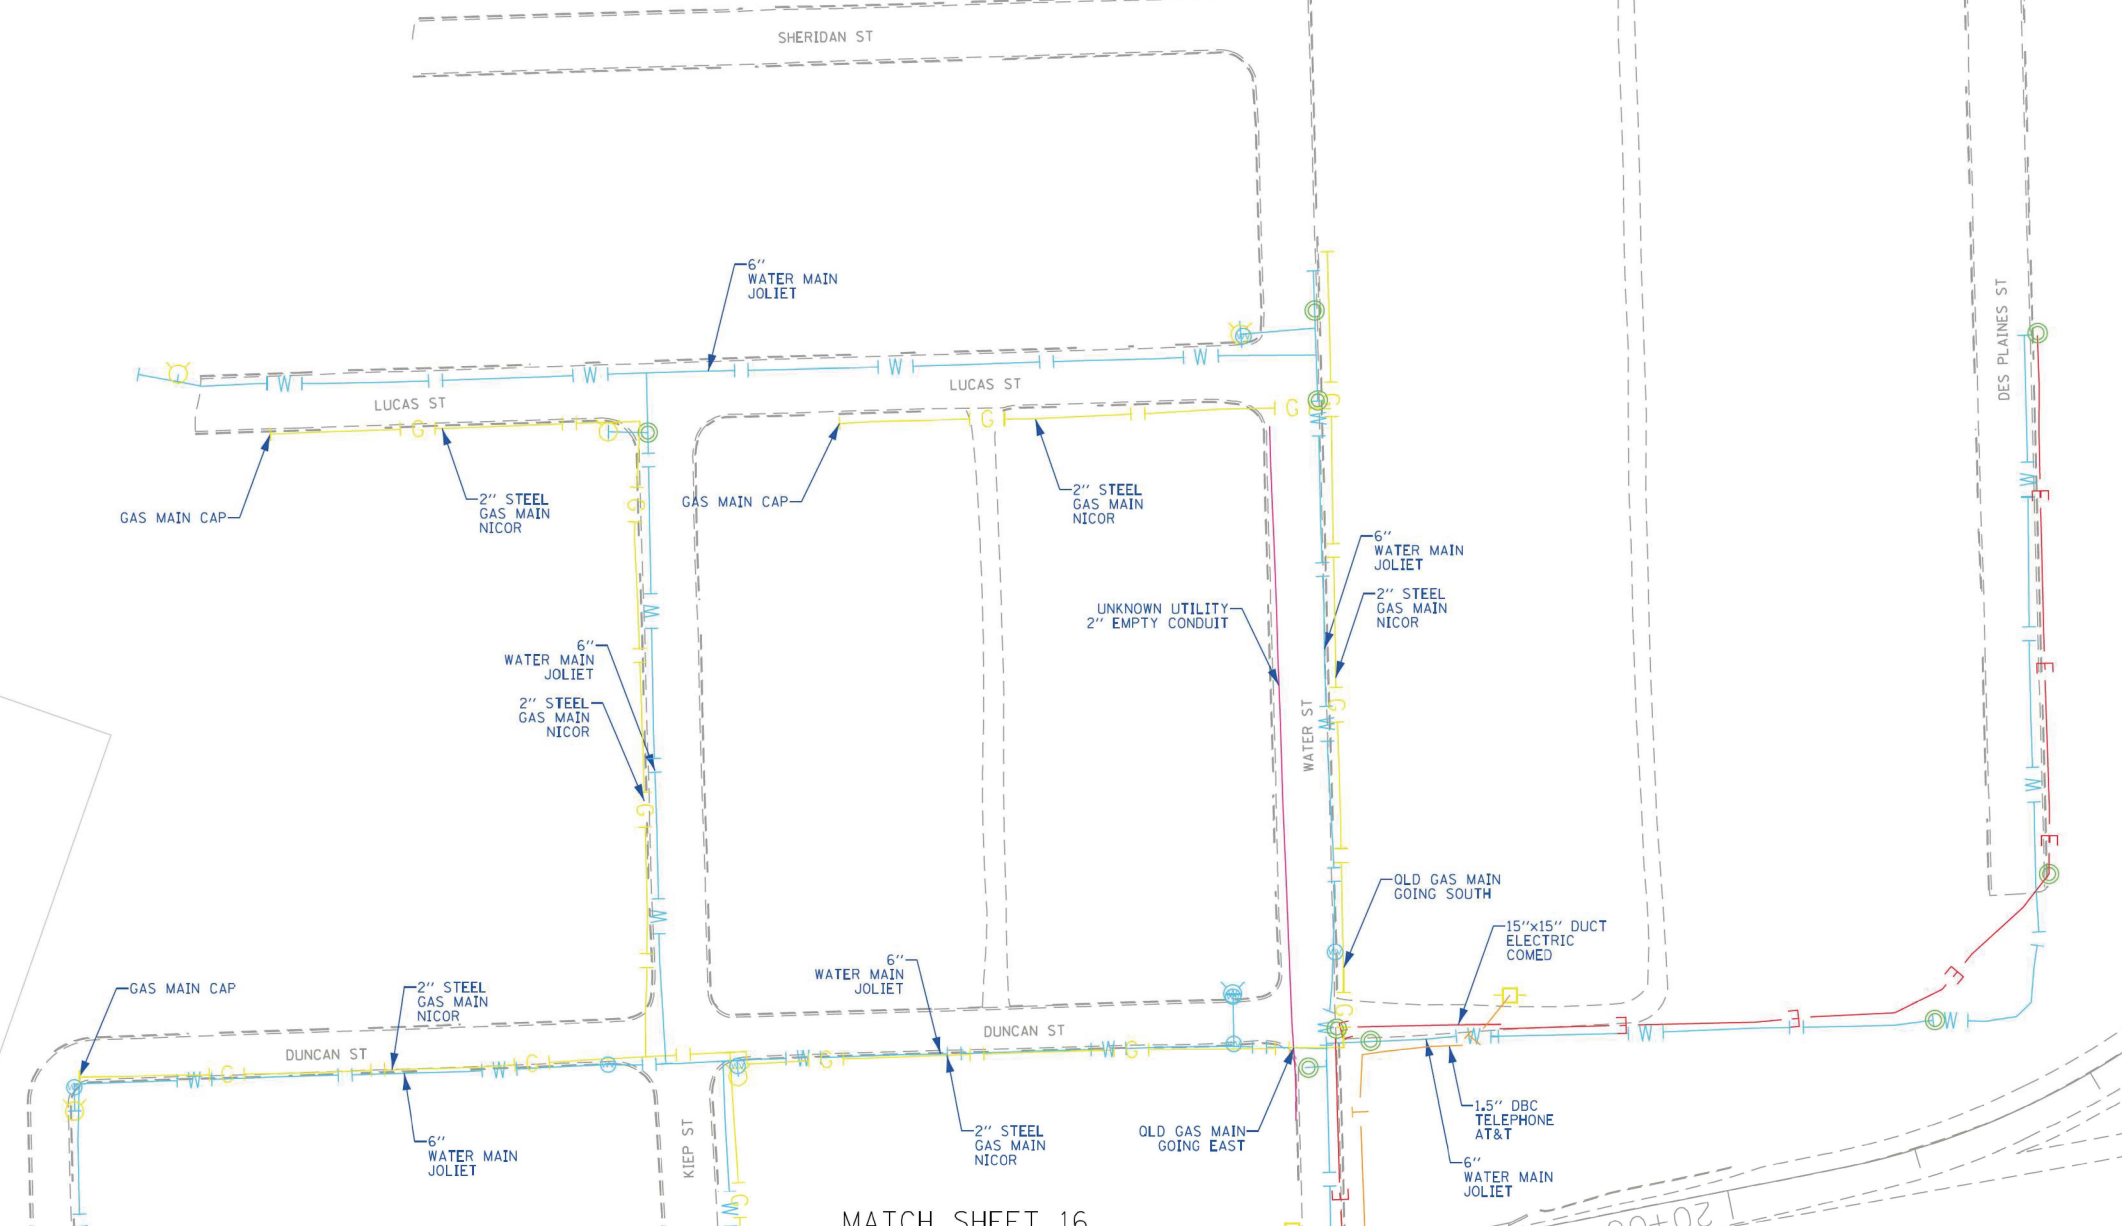 SHERIDAN ST
6"
WATER MAIN
JOLIET
DES PLAINES ST
W
W
W
W
LUCAS ST
LUCAS ST
G
G
G
G
W
W
E
GAS MAIN CAP
2" STEEL
GAS MAIN
NICOR
GAS MAIN CAP
2" STEEL
GAS MAIN
NICOR
G
6"
WATER MAIN
JOLIET
2" STEEL
GAS MAIN
NICOR
UNKNOWN UTILITY
2" EMPTY CONDUIT
W
6"
WATER MAIN
JOLIET
2" STEEL
GAS MAIN
NICOR
E
G
WATER ST
W
W
G
E
OLD GAS MAIN
GOING SOUTH
W
15"x15" DUCT
ELECTRIC
COMED
6"
WATER MAIN
JOLIET
GAS MAIN CAP
2" STEEL
GAS MAIN
NICOR
E
G
W
W
E
E
W
W
DUNCAN ST
DUNCAN ST
W
G
W
G
W
G
W
G
T
1.5" DBC
TELEPHONE
AT&T
2" STEEL
GAS MAIN
NICOR
OLD GAS MAIN
GOING EAST
6"
WATER MAIN
JOLIET
KIEP ST
6"
WATER MAIN
JOLIET
G
W
E
MATCH SHEET 16